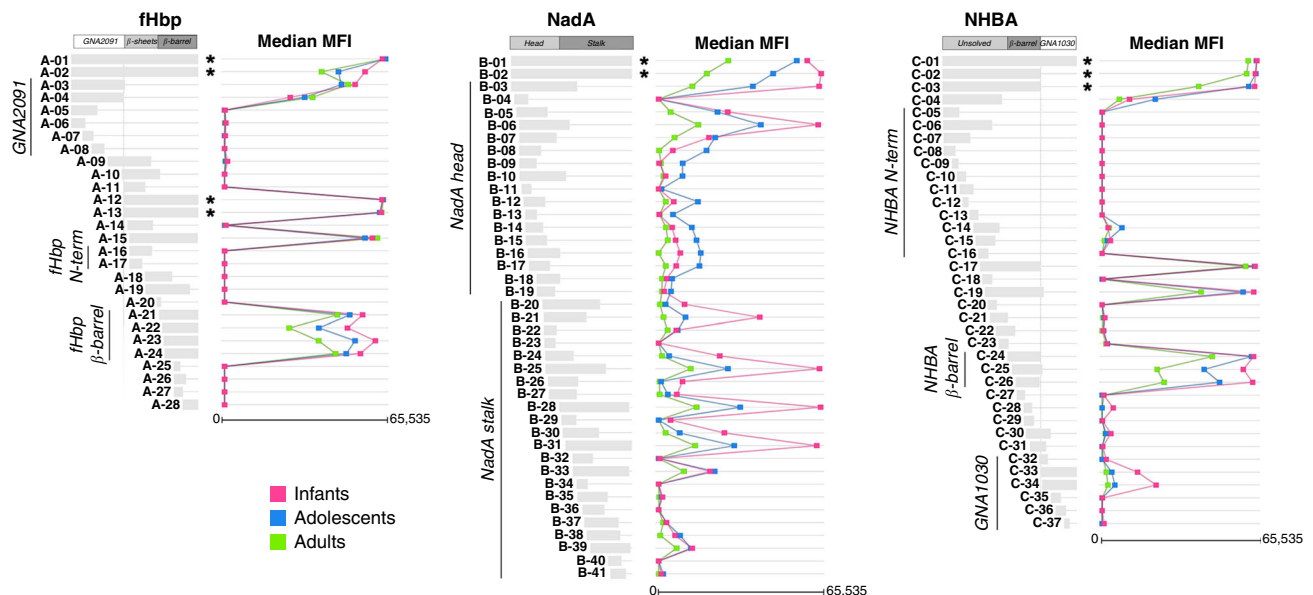 fHbp
GNA2091 β-sheets β-barrel
Median MFI
A-01 *
A-02 *
A-03
A-04
A-05
A-06
A-07
A-08
A-09
A-10
A-11
A-12 *
A-13 *
A-14
A-15
A-16
A-17
A-18
A-19
A-20
A-21
A-22
A-23
A-24
A-25
A-26
A-27
A-28
GNA2091
fHbp
N-term
fHbp
β-barrel
0 65,535
Infants
Adolescents
Adults
NadA
Head Stalk
Median MFI
B-01 *
B-02 *
B-03
B-04
B-05
B-06
B-07
B-08
B-09
B-10
B-11
B-12
B-13
B-14
B-15
B-16
B-17
B-18
B-19
B-20
B-21
B-22
B-23
B-24
B-25
B-26
B-27
B-28
B-29
B-30
B-31
B-32
B-33
B-34
B-35
B-36
B-37
B-38
B-39
B-40
B-41
NadA head
NadA stalk
0 65,535
NHBA
Unsolved β-barrel GNA1030
Median MFI
C-01 *
C-02 *
C-03 *
C-04
C-05
C-06
C-07
C-08
C-09
C-10
C-11
C-12
C-13
C-14
C-15
C-16
C-17
C-18
C-19
C-20
C-21
C-22
C-23
C-24
C-25
C-26
C-27
C-28
C-29
C-30
C-31
C-32
C-33
C-34
C-35
C-36
C-37
NHBA N-term
NHBA
β-barrel
GNA1030
0 65,535